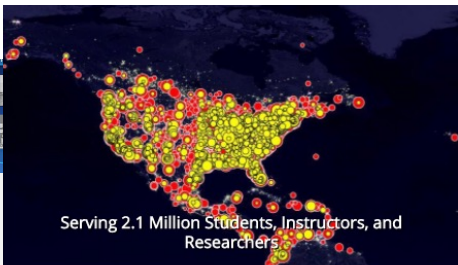 Serving 2.1 Million Students, Instructors, and
Researchers